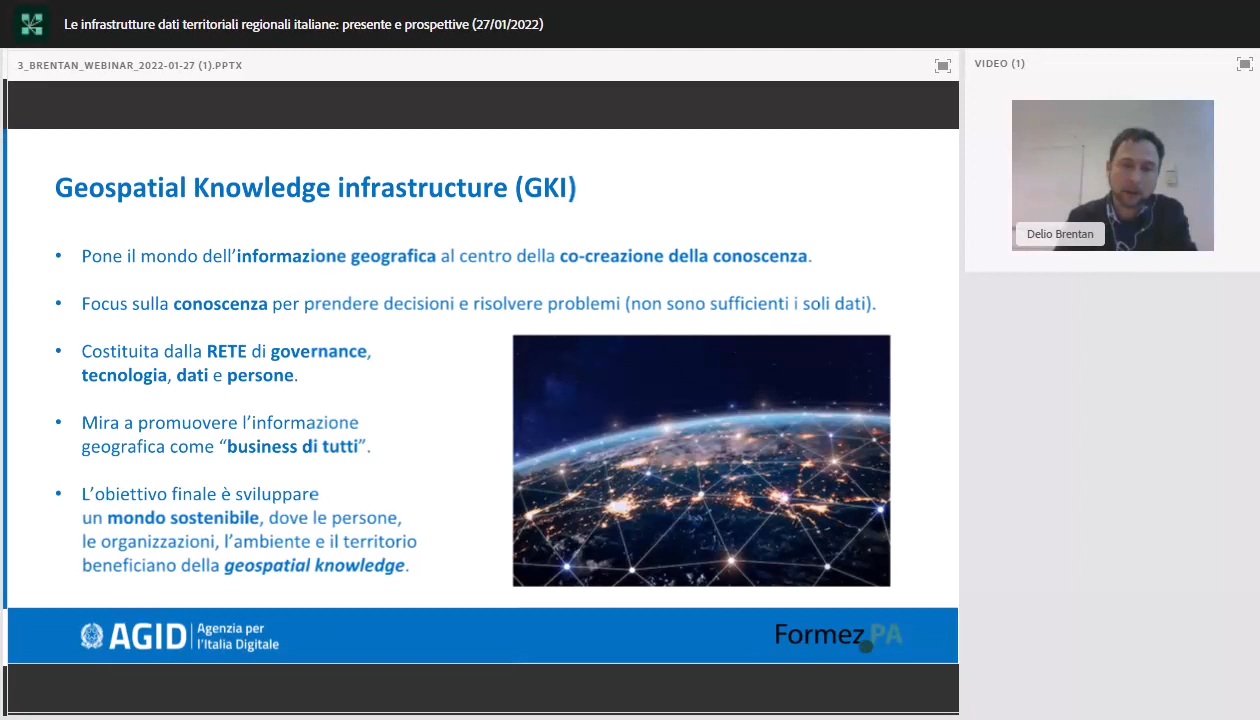 Le infrastrutture dati territoriali regionali italiane: presente e prospettive (27/01/2022)
3_BRENTAN_WEBINAR_2022-01-27 (1).PPTX
VIDEO (1)
Delio Brentan
Geospatial Knowledge infrastructure (GKI)
• Pone il mondo dell'informazione geografica al centro della co-creazione della conoscenza.
• Focus sulla conoscenza per prendere decisioni e risolvere problemi (non sono sufficienti i soli dati).
• Costituita dalla RETE di governance,
tecnologia, dati e persone.
• Mira a promuovere l'informazione
geografica come “business di tutti”.
• L'obiettivo finale è sviluppare
un mondo sostenibile, dove le persone,
le organizzazioni, l'ambiente e il territorio
beneficiano della geospatial knowledge.
AGID
Agenzia per
l'Italia Digitale
Formez PA